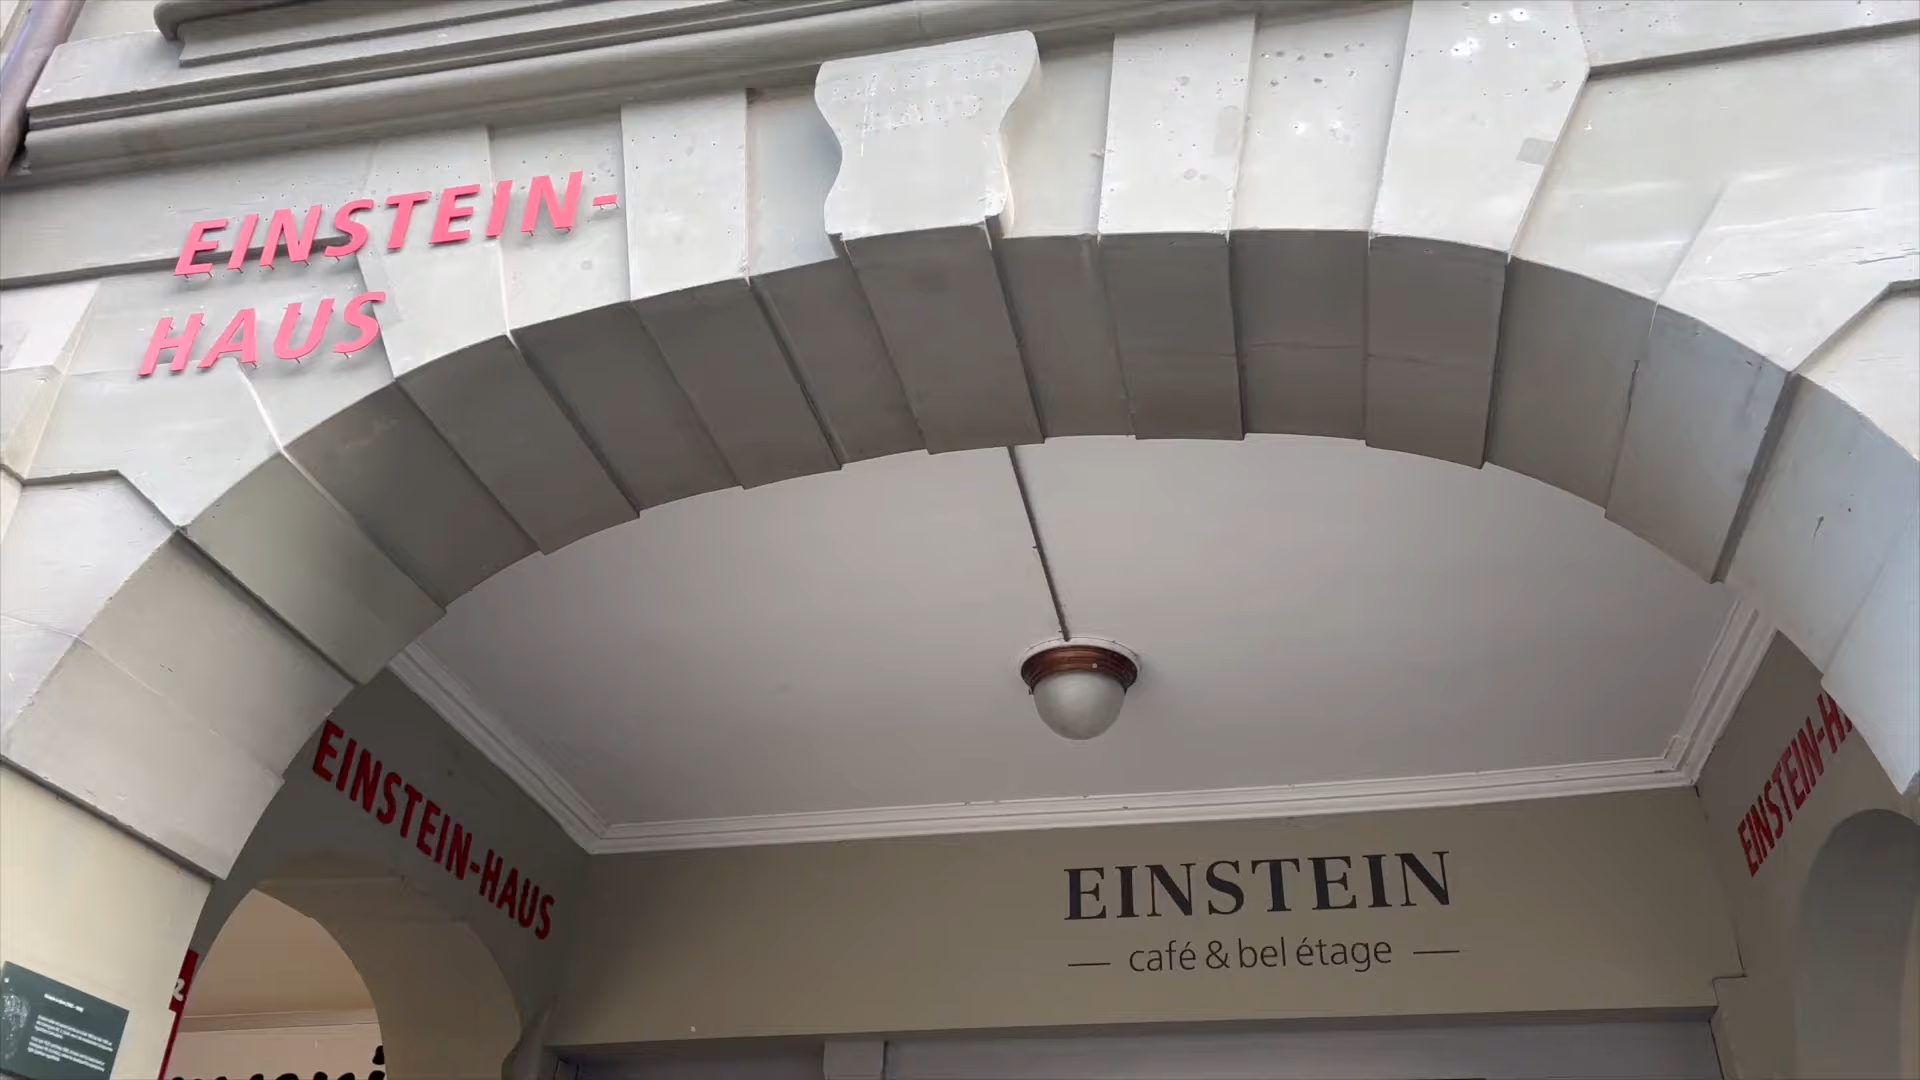 EINSTEIN-
HAUS
EINSTEIN-HAUS
EINSTEIN-
EINSTEIN
café & bel étage